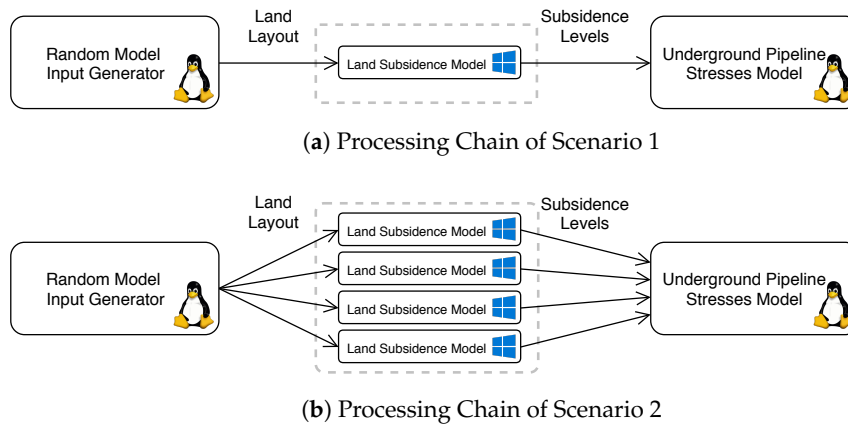 Land
Layout
Subsidence
Levels
Random Model
Input Generator
Land Subsidence Model
Underground Pipeline
Stresses Model
(a) Processing Chain of Scenario 1
Land
Layout
Subsidence
Levels
Random Model
Input Generator
Land Subsidence Model
Land Subsidence Model
Land Subsidence Model
Land Subsidence Model
Underground Pipeline
Stresses Model
(b) Processing Chain of Scenario 2